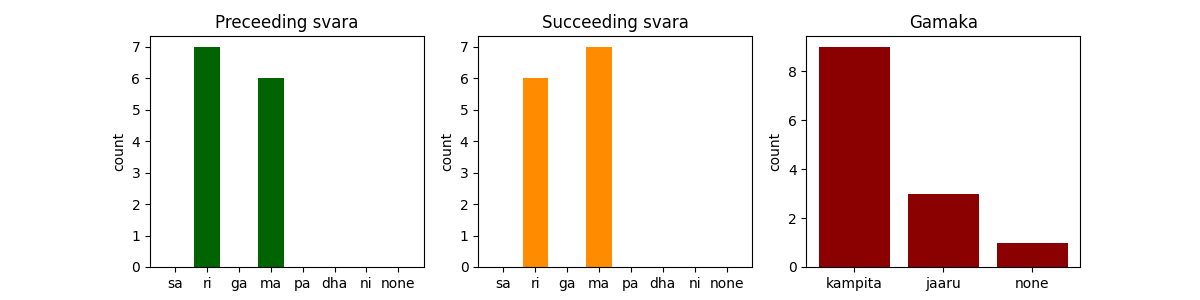 Preceeding svara
count
7
6
5
4
3
2
1
0
sa ri ga ma pa dha ni none
Succeeding svara
count
7
6
5
4
3
2
1
0
sa ri ga ma pa dha ni none
Gamaka
count
8
6
4
2
0
kampita jaaru none